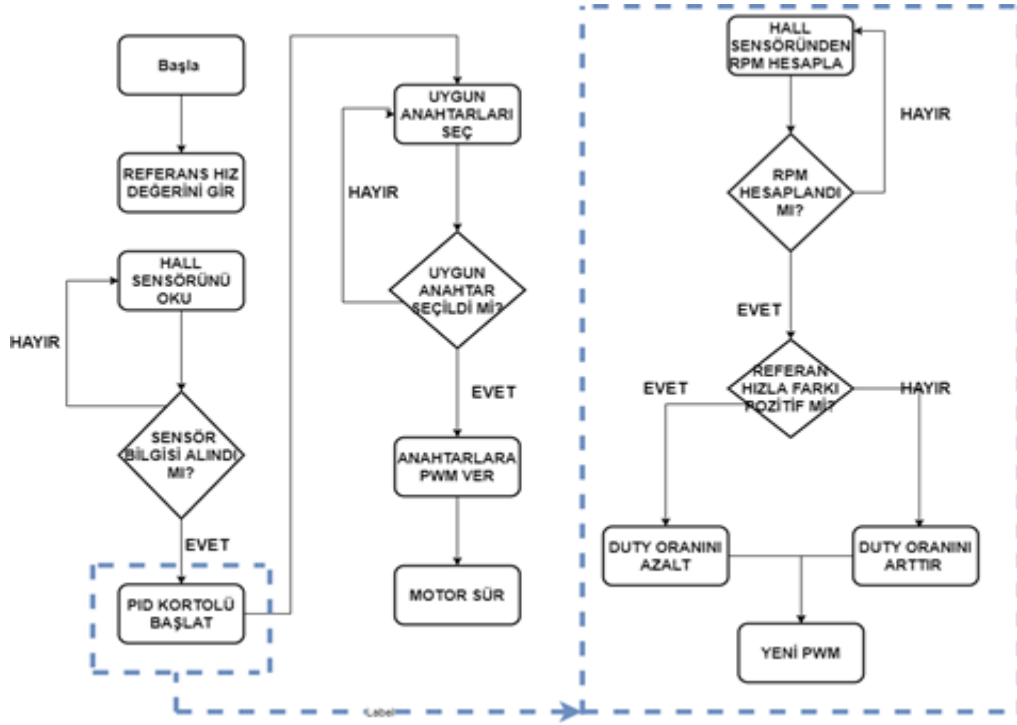 Başla
REFERANS HIZ
DEĞERİNİ GİR
HALL
SENSÖRÜNÜ
OKU
HAYIR
SENSÖR
BİLGİSİ ALINDI
MI?
EVET
PID KORTOLÜ
BAŞLAT
UYGUN
ANAHTARLARI
SEÇ
HAYIR
UYGUN
ANAHTAR
SEÇİLDİ Mİ?
EVET
ANAHTARLARA
PWM VER
MOTOR SÜR
Label
HALL
SENSÖRÜNDEN
RPM HESAPLA
HAYIR
RPM
HESAPLANDI
MI?
EVET
REFERAN
HIZLA FARKI
POZİTİF Mİ?
EVET
HAYIR
DUTY ORANINI
AZALT
DUTY ORANINI
ARTTIR
YENİ PWM